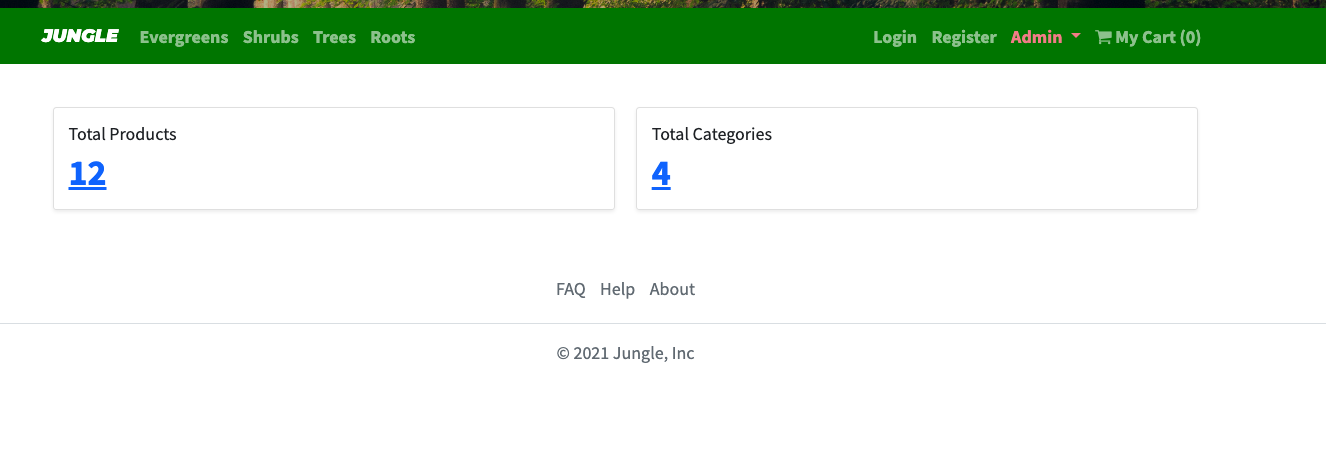 JUNGLE Evergreens Shrubs Trees Roots Login Register Admin My Cart (0)
Total Products
12
Total Categories
4
FAQ Help About
© 2021 Jungle, Inc